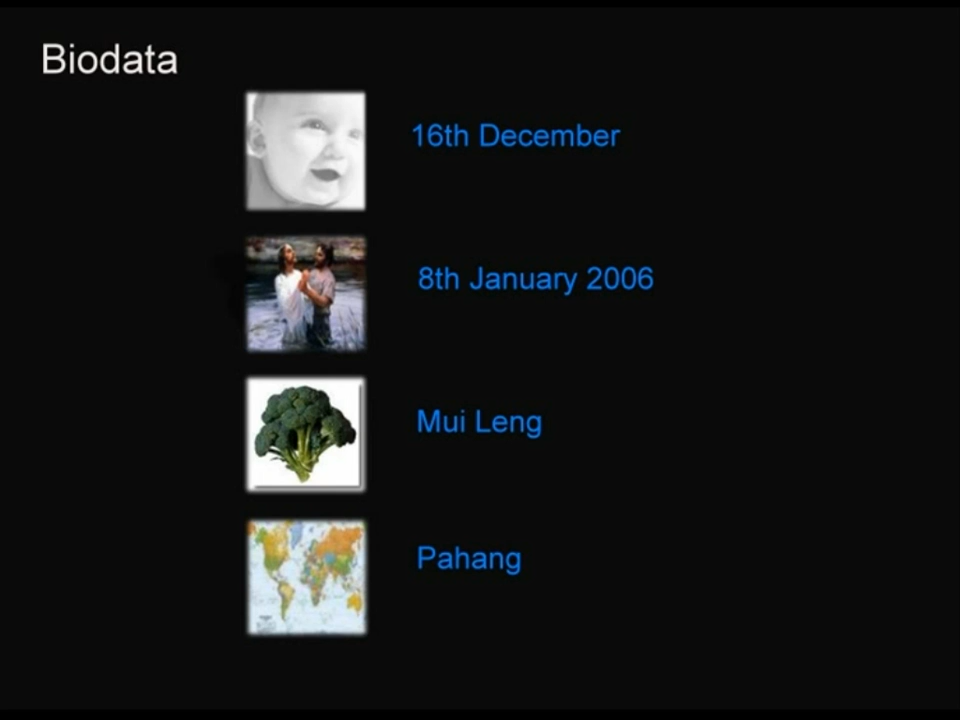 Biodata
16th December
8th January 2006
Mui Leng
Pahang